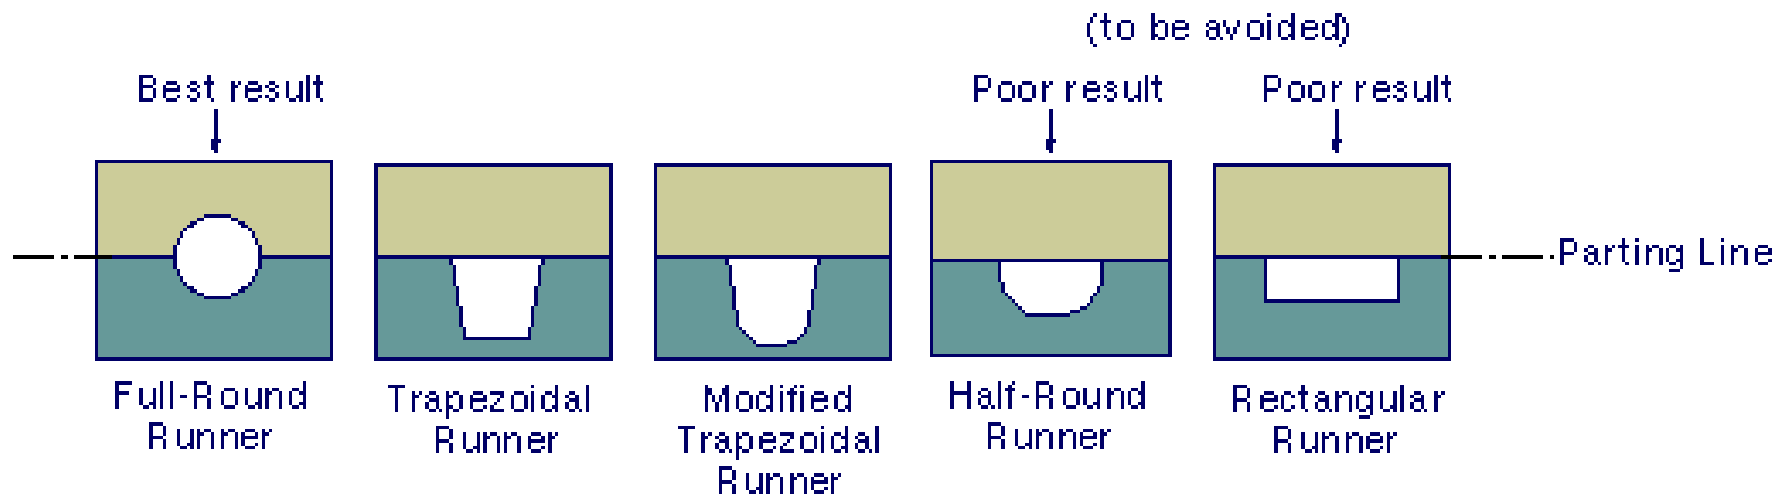 (to be avoided)
Best result
Poor result
Poor result
Parting Line
Full-Round
Runner
Trapezoidal
Runner
Modified
Trapezoidal
Runner
Half-Round
Runner
Rectangular
Runner